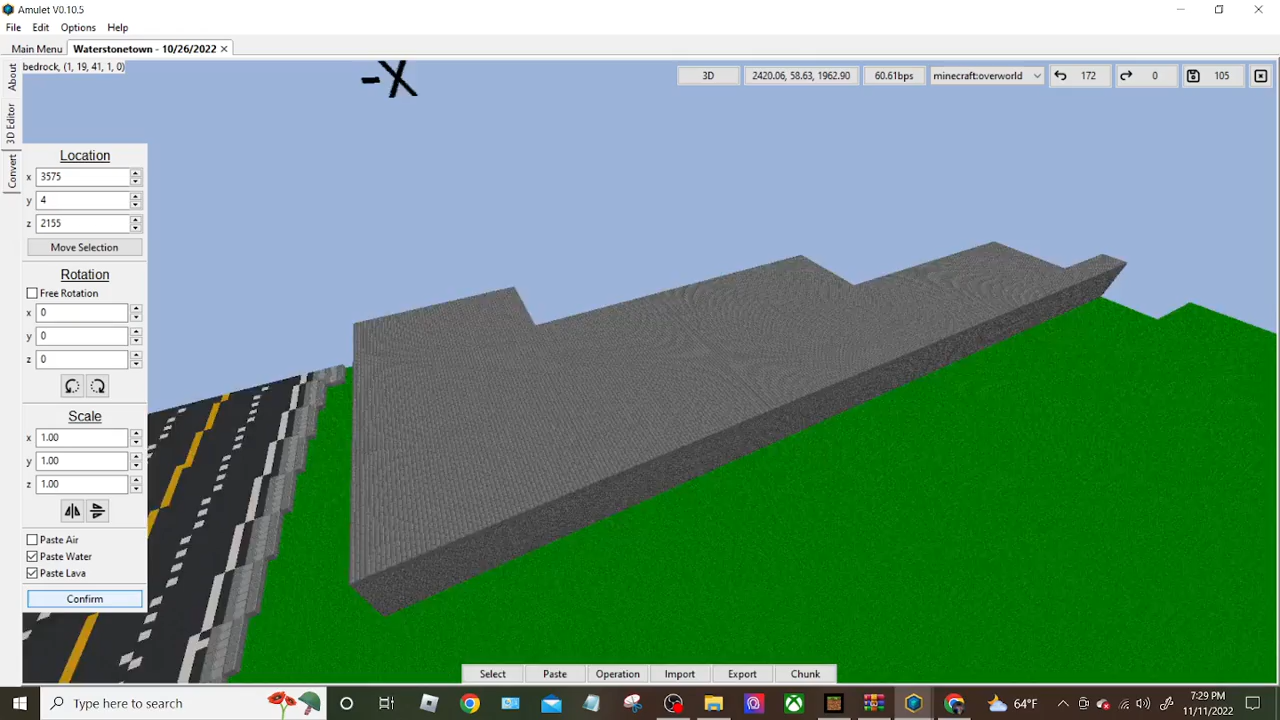 Amulet V0.10.5
File Edit Options Help
Main Menu Waterstonetown - 10/26/2022
bedrock, (1, 19, 41, 1, 0)
-X
3D 2420.06, 58.63, 1962.90 60.61bps minecraft:overworld 172 0 105
About
3D Editor
Convert
Location
x 3575
y 4
z 2155
Move Selection
Rotation
Free Rotation
x 0
y 0
z 0
Scale
x 1.00
y 1.00
z 1.00
Paste Air
Paste Water
Paste Lava
Confirm
Select Paste Operation Import Export Chunk
Type here to search
64°F
7:29 PM
11/11/2022